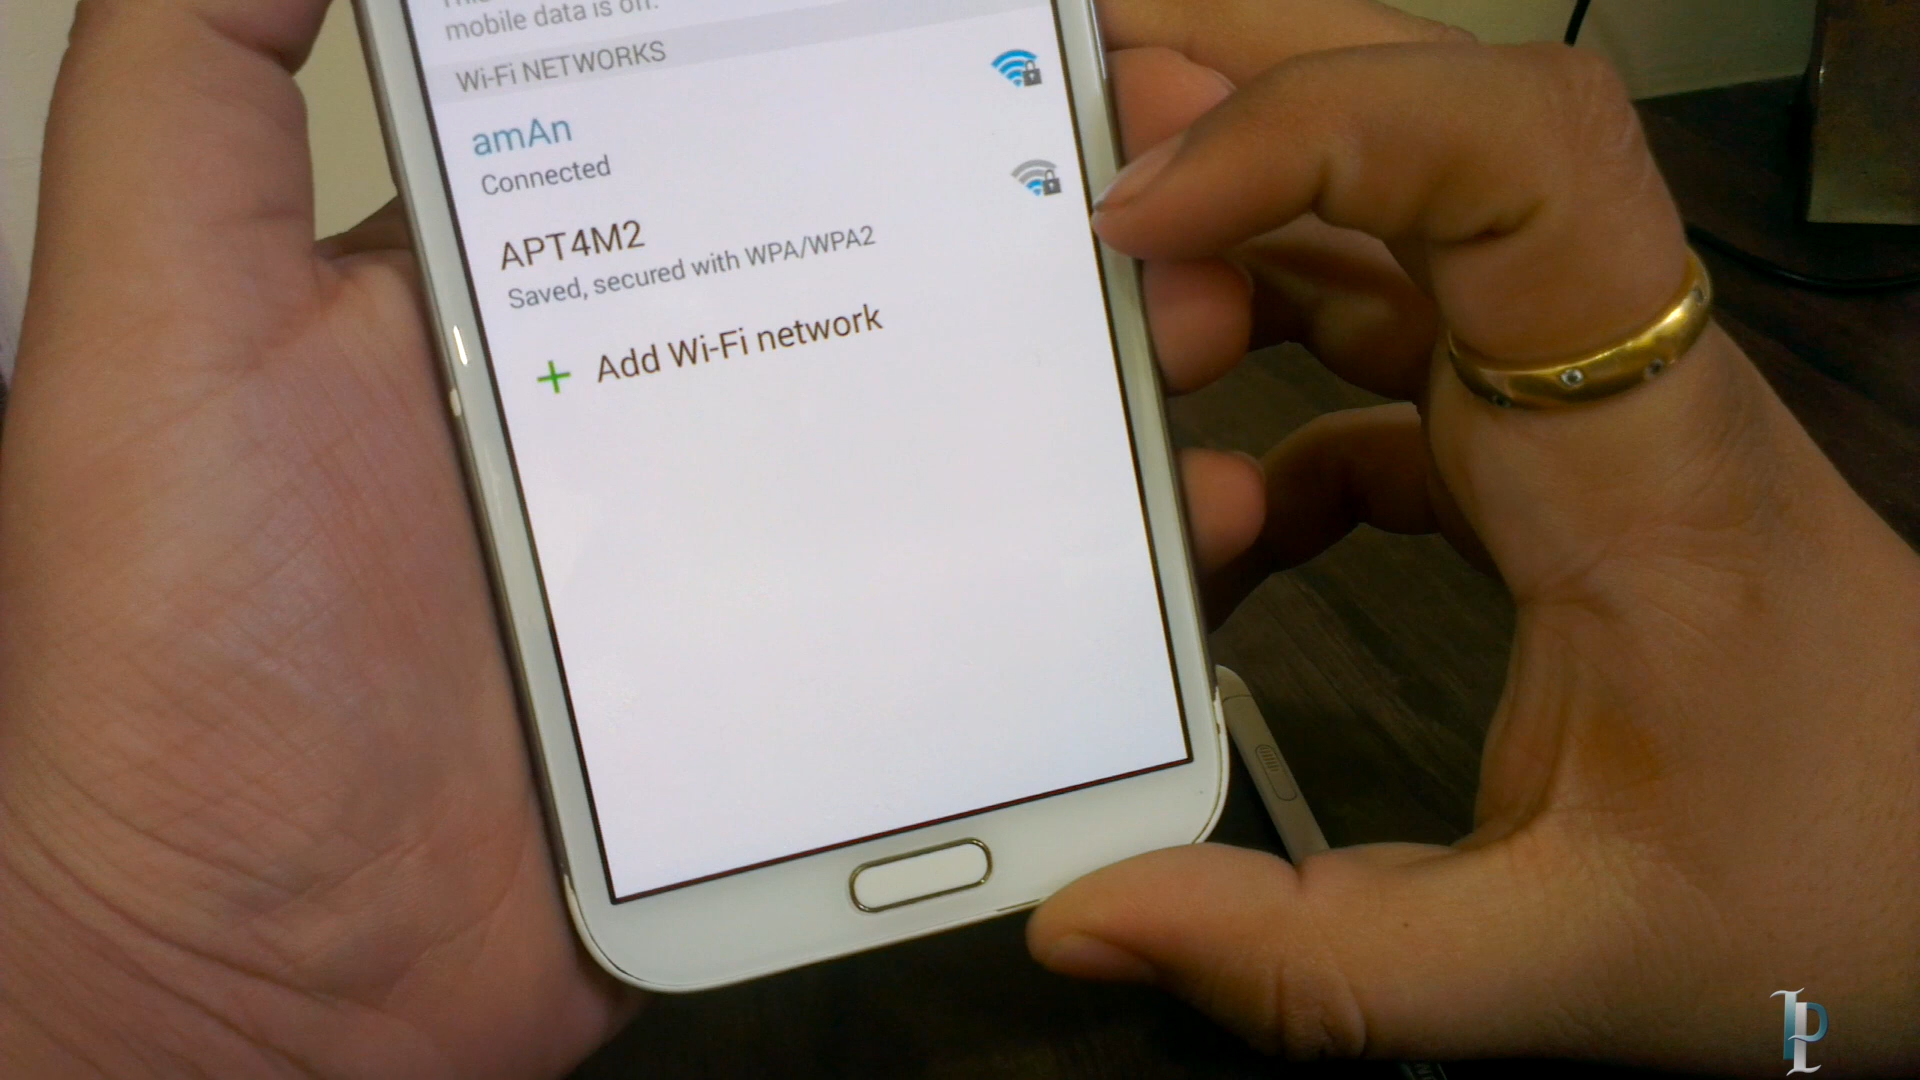 mobile data is off.
Wi-Fi NETWORKS
amAn
Connected
APT4M2
Saved, secured with WPA/WPA2
Add Wi-Fi network